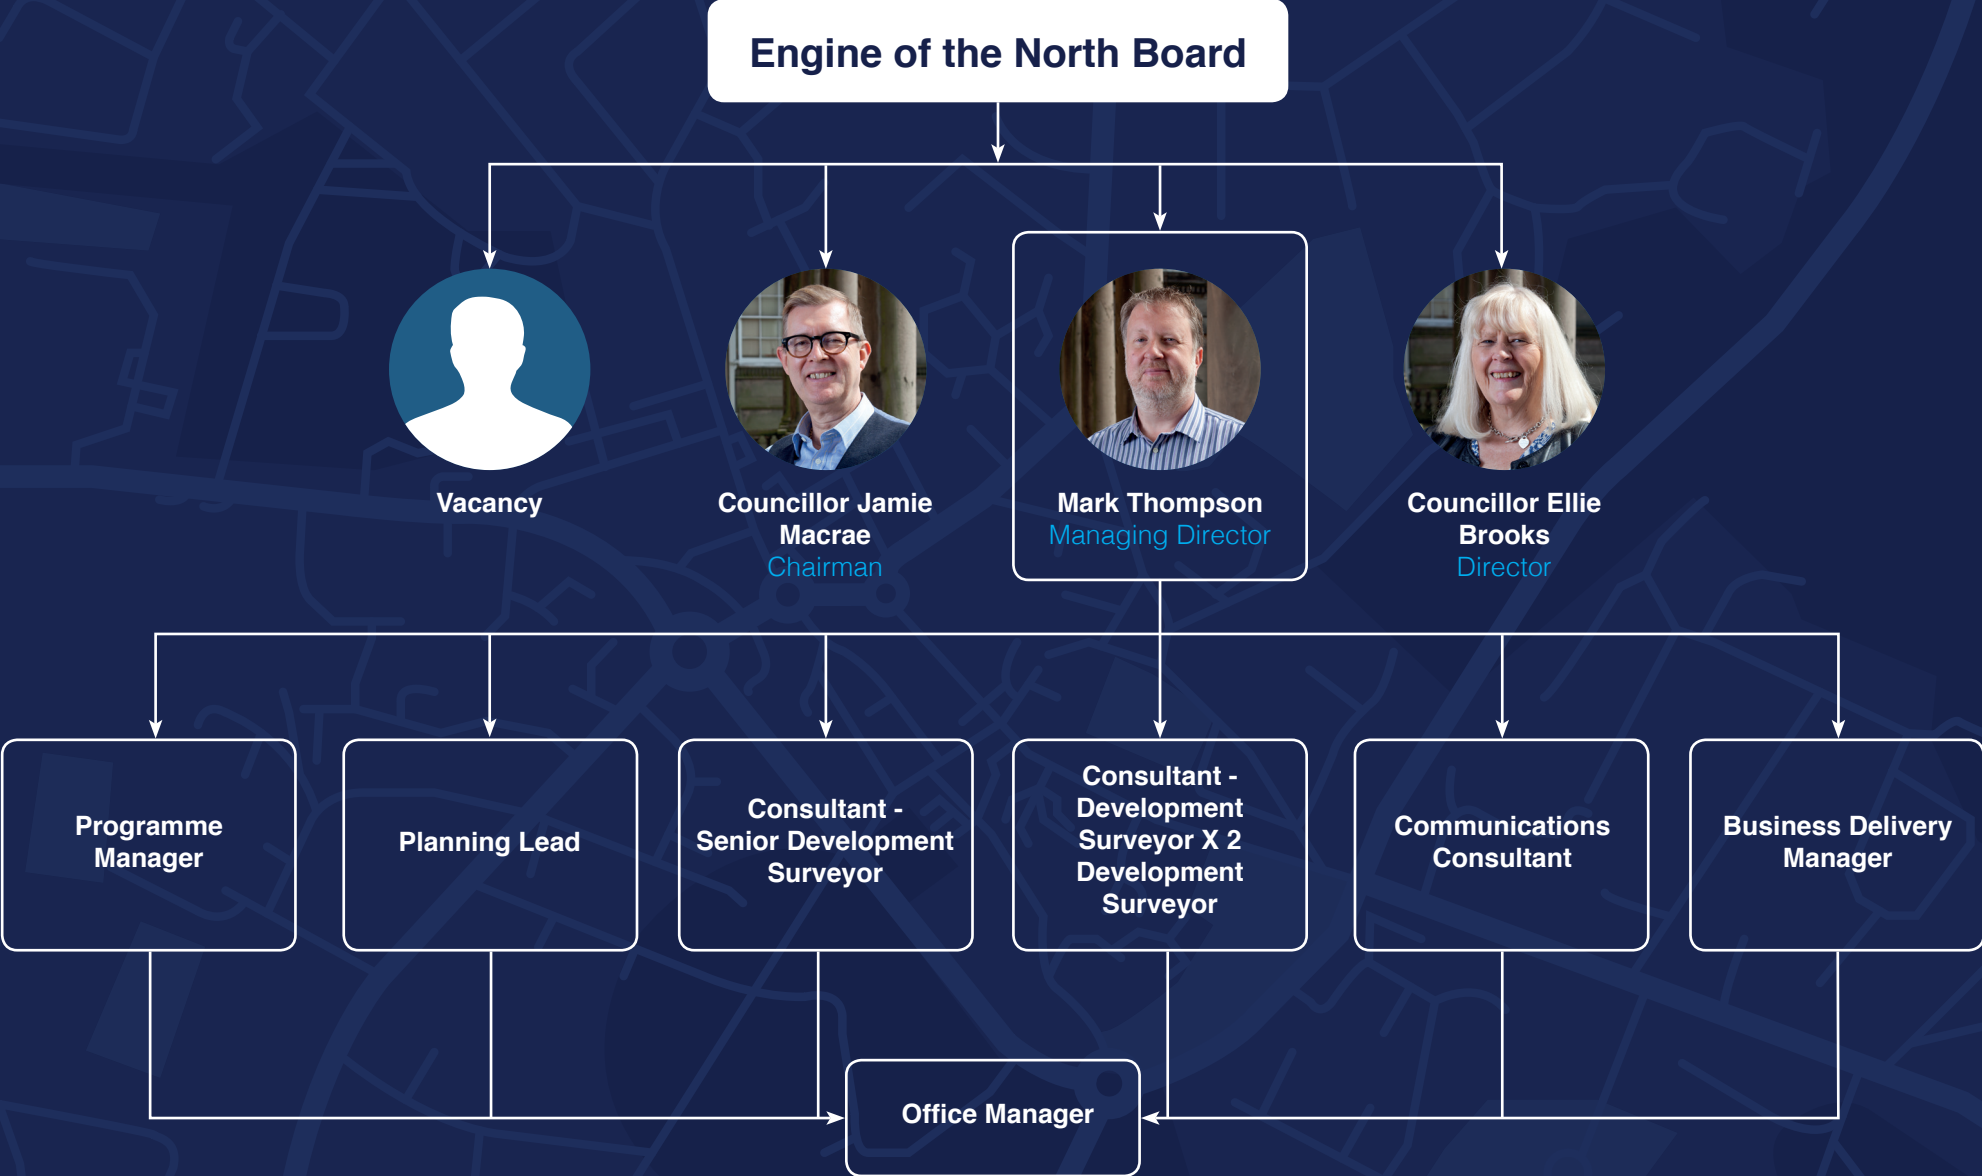 Engine of the North Board
Vacancy
Councillor Jamie
Macrae
Chairman
Mark Thompson
Managing Director
Councillor Ellie
Brooks
Director
Programme
Manager
Planning Lead
Consultant -
Senior Development
Surveyor
Consultant -
Development
Surveyor X 2
Development
Surveyor
Communications
Consultant
Business Delivery
Manager
Office Manager